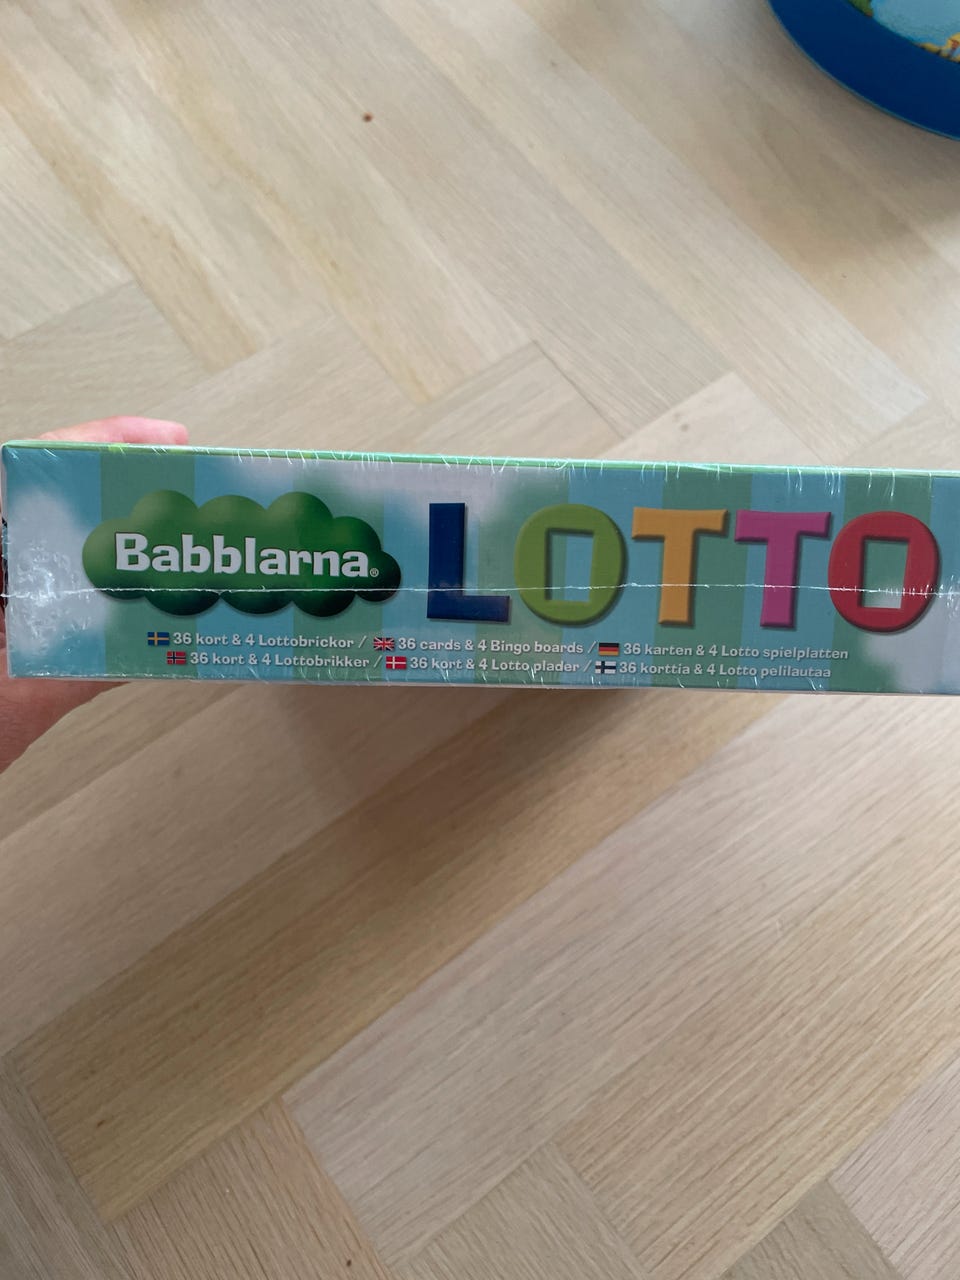 Babblarna® LOTTO
36 kort & 4 Lottobrickor / 36 cards & 4 Bingo boards / 36 karten & 4 Lotto spielplatten
36 kort & 4 Lottobrikker / 36 kort & 4 Lotto plader / 36 korttia & 4 Lotto pelilautaa